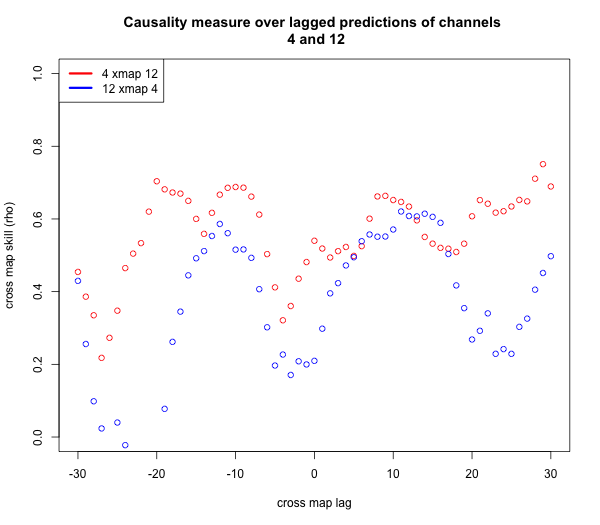 Causality measure over lagged predictions of channels
4 and 12
4 xmap 12
12 xmap 4
cross map skill (rho)
1.0
0.8
0.6
0.4
0.2
0.0
-30 -20 -10 0 10 20 30
cross map lag